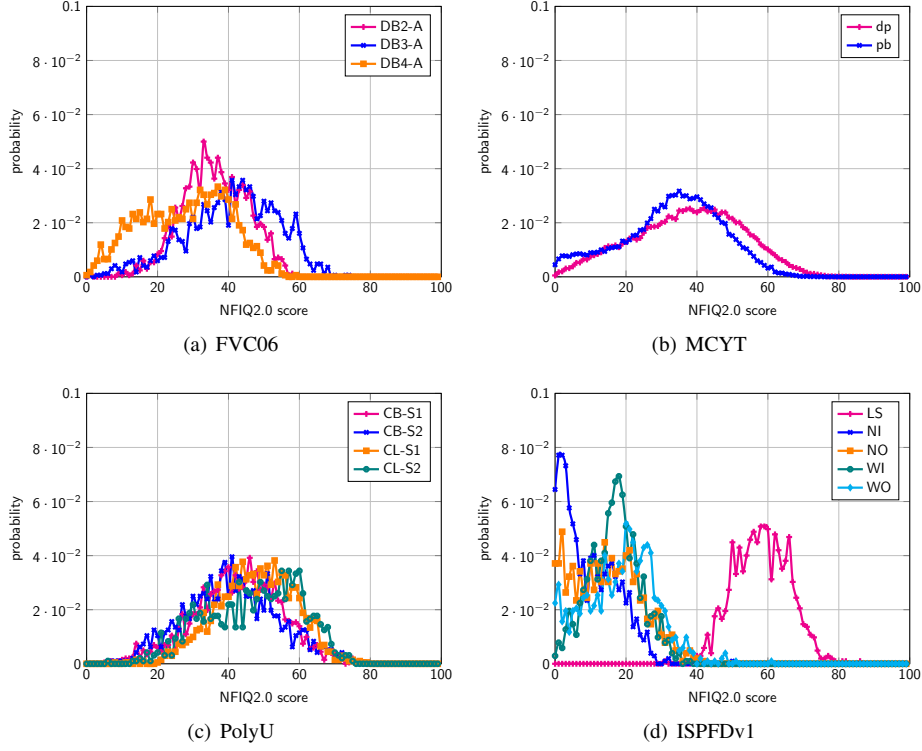 0.1
8 · 10⁻²
6 · 10⁻²
4 · 10⁻²
2 · 10⁻²
0
probability
DB2-A
DB3-A
DB4-A
0 20 40 60 80 100
NFIQ2.0 score
(a) FVC06
0.1
8 · 10⁻²
6 · 10⁻²
4 · 10⁻²
2 · 10⁻²
0
probability
dp
pb
0 20 40 60 80 100
NFIQ2.0 score
(b) MCYT
0.1
8 · 10⁻²
6 · 10⁻²
4 · 10⁻²
2 · 10⁻²
0
probability
CB-S1
CB-S2
CL-S1
CL-S2
0 20 40 60 80 100
NFIQ2.0 score
(c) PolyU
0.1
8 · 10⁻²
6 · 10⁻²
4 · 10⁻²
2 · 10⁻²
0
probability
LS
NI
NO
WI
WO
0 20 40 60 80 100
NFIQ2.0 score
(d) ISPFDv1